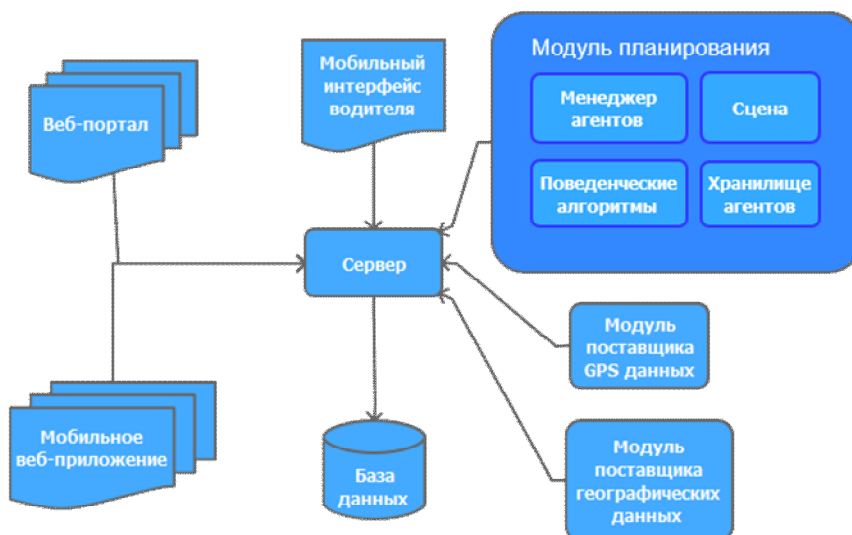 Модуль планирования
Менеджер
агентов
Сцена
Поведенческие
алгоритмы
Хранилище
агентов
Мобильный
интерфейс
водителя
Веб-портал
Сервер
Модуль
поставщика
GPS данных
Мобильное
веб-приложение
База
данных
Модуль
поставщика
географических
данных